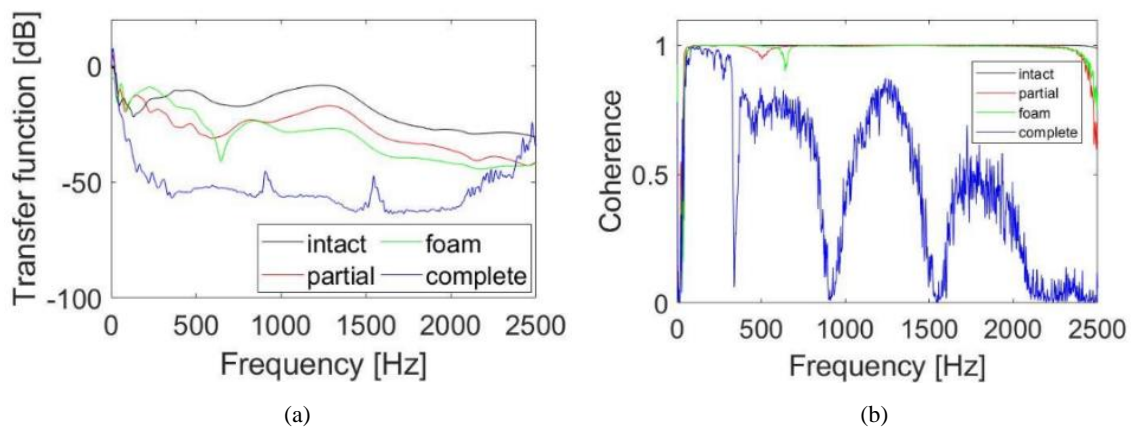 Transfer function [dB]
0
-50
-100
0 500 1000 1500 2000 2500
Frequency [Hz]
intact foam
partial complete
(a)
Coherence
1
0.5
0
0 500 1000 1500 2000 2500
Frequency [Hz]
intact
partial
foam
complete
(b)